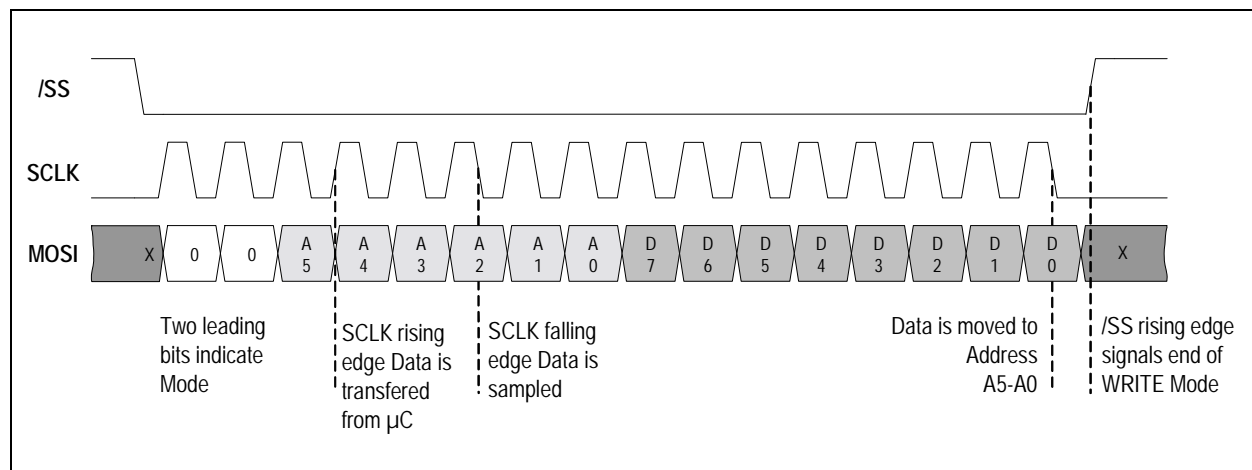 /SS
SCLK
MOSI
X
0
0
A
5
A
4
A
3
A
2
A
1
A
0
D
7
D
6
D
5
D
4
D
3
D
2
D
1
D
0
X
Two leading
bits indicate
Mode
SCLK rising
edge Data is
transfered
from µC
SCLK falling
edge Data is
sampled
Data is moved to
Address
A5-A0
/SS rising edge
signals end of
WRITE Mode